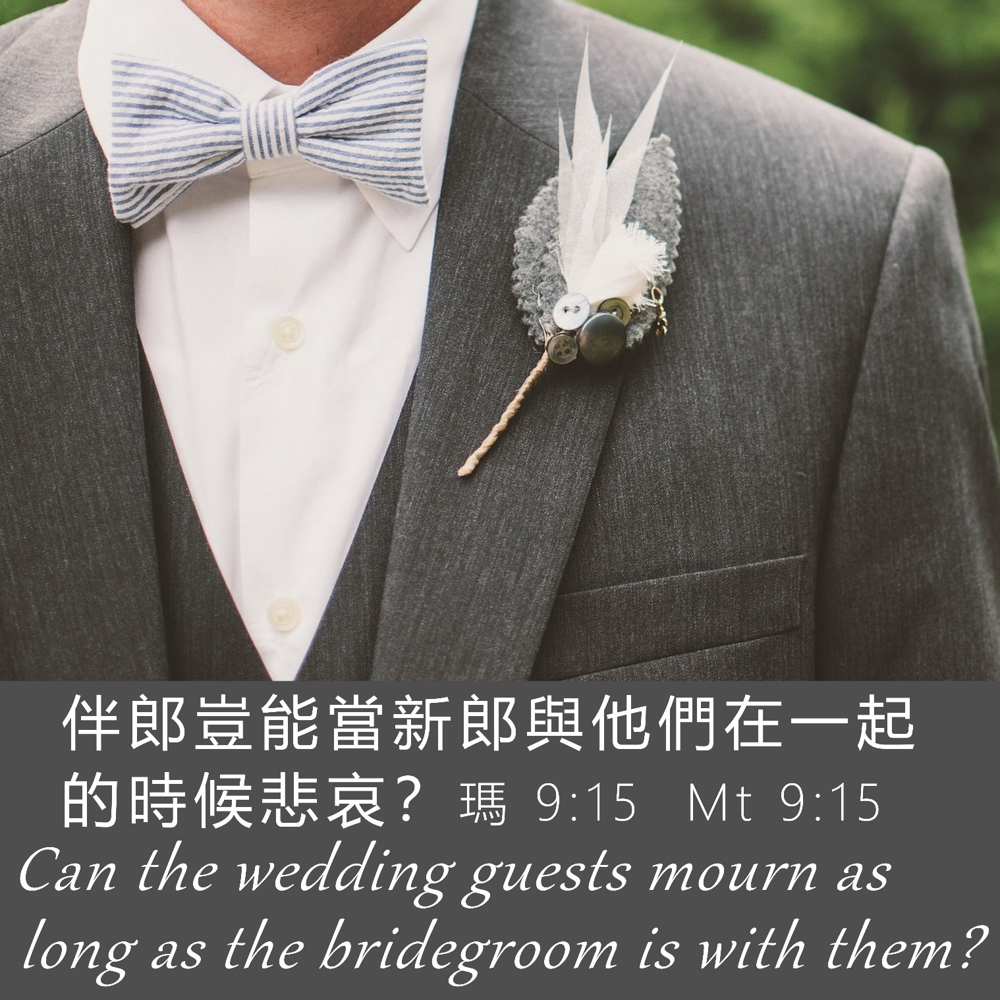 伴郎豈能當新郎與他們在一起
的時候悲哀？ 瑪 9:15 Mt 9:15
Can the wedding guests mourn as
long as the bridegroom is with them?